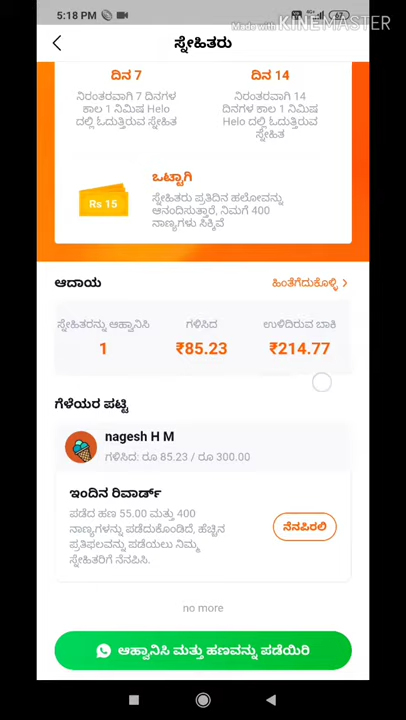 5:18 PM
4G+
67
Made with KINEMASTER
ಸ್ನೇಹಿತರು
ದಿನ 7
ದಿನ 14
ನಿರಂತರವಾಗಿ 7 ದಿನಗಳ
ಕಾಲ 1 ನಿಮಿಷ Helo
ದಲ್ಲಿ ಓದುತ್ತಿರುವ ಸ್ನೇಹಿತ
ನಿರಂತರವಾಗಿ 14
ದಿನಗಳ ಕಾಲ 1 ನಿಮಿಷ
Helo ದಲ್ಲಿ ಓದುತ್ತಿರುವ
ಸ್ನೇಹಿತ
ಒಟ್ಟಾಗಿ
Rs 15
ಸ್ನೇಹಿತರು ಪ್ರತಿದಿನ ಹಲೋವನ್ನು
ಆನಂದಿಸುತ್ತಾರೆ, ನಿಮಗೆ 400
ನಾಣ್ಯಗಳು ಸಿಕ್ಕಿವೆ
ಆದಾಯ
ಹಿಂತೆಗೆದುಕೊಳ್ಳಿ >
ಸ್ನೇಹಿತರನ್ನು ಆಹ್ವಾನಿಸಿ
ಗಳಿಸಿದ
ಉಳಿದಿರುವ ಬಾಕಿ
1
₹85.23
₹214.77
ಗೆಳೆಯರ ಪಟ್ಟಿ
nagesh H M
ಗಳಿಸಿದ: ರೂ 85.23 / ರೂ 300.00
ಇಂದಿನ ರಿವಾರ್ಡ್
ಪಡೆದ ಹಣ 55.00 ಮತ್ತು 400
ನಾಣ್ಯಗಳನ್ನು ಪಡೆದುಕೊಂಡಿದೆ, ಹೆಚ್ಚಿನ
ಪ್ರತಿಫಲವನ್ನು ಪಡೆಯಲು ನಿಮ್ಮ
ಸ್ನೇಹಿತರಿಗೆ ನೆನಪಿಸಿ.
ನೆನಪಿರಲಿ
no more
ಆಹ್ವಾನಿಸಿ ಮತ್ತು ಹಣವನ್ನು ಪಡೆಯಿರಿ